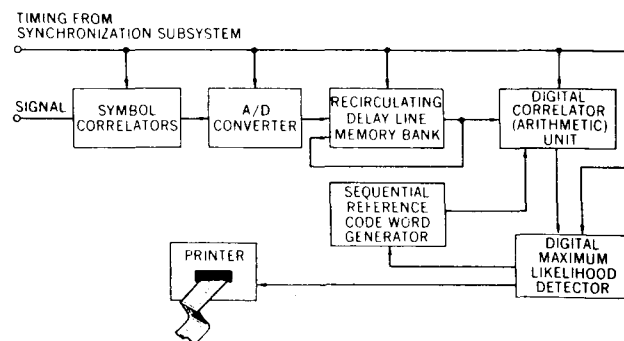 TIMING FROM
SYNCHRONIZATION SUBSYSTEM
SIGNAL
SYMBOL
CORRELATORS
A/D
CONVERTER
RECIRCULATING
DELAY LINE
MEMORY BANK
DIGITAL
CORRELATOR
(ARITHMETIC)
UNIT
SEQUENTIAL
REFERENCE
CODE WORD
GENERATOR
DIGITAL
MAXIMUM
LIKELIHOOD
DETECTOR
PRINTER